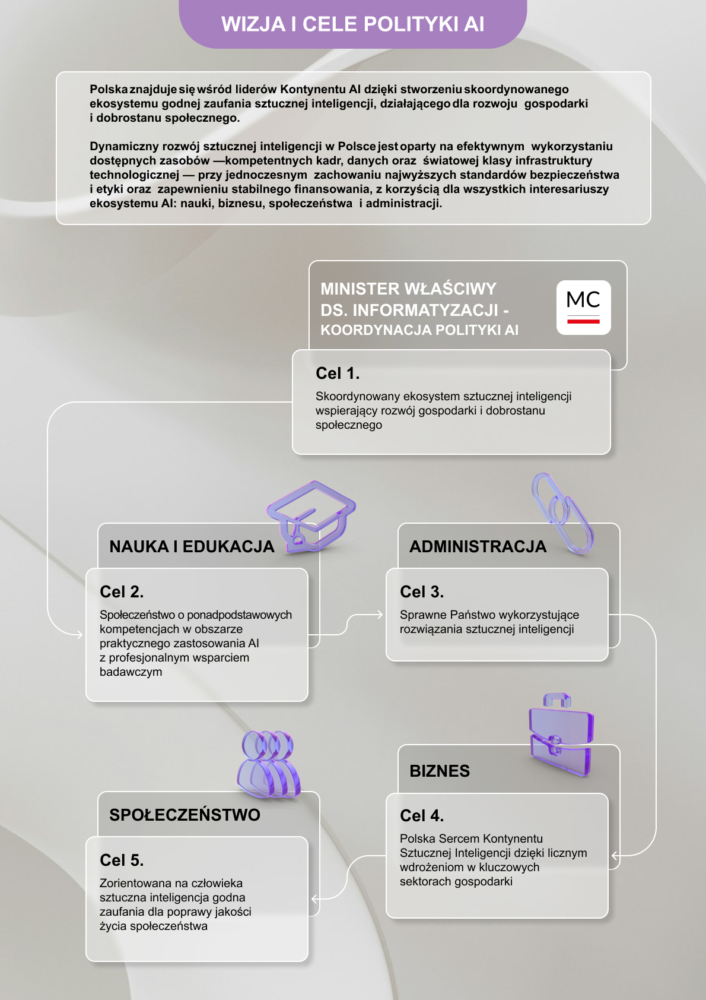 WIZJA I CELE POLITYKI AI
Polska znajduje się wśród liderów Kontynentu AI dzięki stworzeniu skoordynowanego
ekosystemu godnej zaufania sztucznej inteligencji, działającego dla rozwoju gospodarki
i dobrostanu społecznego.
Dynamiczny rozwój sztucznej inteligencji w Polsce jest oparty na efektywnym wykorzystaniu
dostępnych zasobów —kompetentnych kadr, danych oraz światowej klasy infrastruktury
technologicznej — przy jednoczesnym zachowaniu najwyższych standardów bezpieczeństwa
i etyki oraz zapewnieniu stabilnego finansowania, z korzyścią dla wszystkich interesariuszy
ekosystemu AI: nauki, biznesu, społeczeństwa i administracji.
MINISTER WŁAŚCIWY
DS. INFORMATYZACJI -
KOORDYNACJA POLITYKI AI
MC
Cel 1.
Skoordynowany ekosystem sztucznej inteligencji
wspierający rozwój gospodarki i dobrostanu
społecznego
NAUKA I EDUKACJA
Cel 2.
Społeczeństwo o ponadpodstawowych
kompetencjach w obszarze
praktycznego zastosowania AI
z profesjonalnym wsparciem
badawczym
ADMINISTRACJA
Cel 3.
Sprawne Państwo wykorzystujące
rozwiązania sztucznej inteligencji
BIZNES
Cel 4.
Polska Sercem Kontynentu
Sztucznej Inteligencji dzięki licznym
wdrożeniom w kluczowych
sektorach gospodarki
SPOŁECZEŃSTWO
Cel 5.
Zorientowana na człowieka
sztuczna inteligencja godna
zaufania dla poprawy jakości
życia społeczeństwa